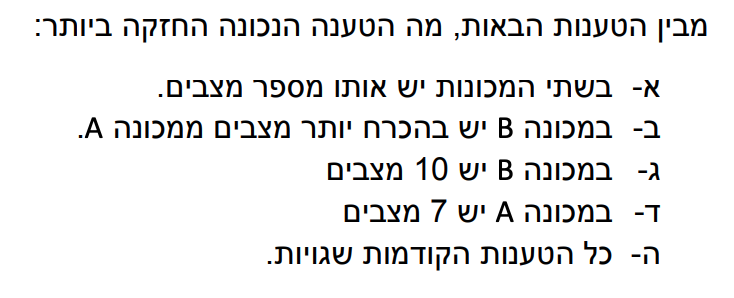 מבין הטענות הבאות, מה הטענה הנכונה החזקה ביותר:
א- בשתי המכונות יש אותו מספר מצבים.
ב- במכונה B יש בהכרח יותר מצבים ממכונה A.
ג- במכונה B יש 10 מצבים
ד- במכונה A יש 7 מצבים
ה- כל הטענות הקודמות שגויות.